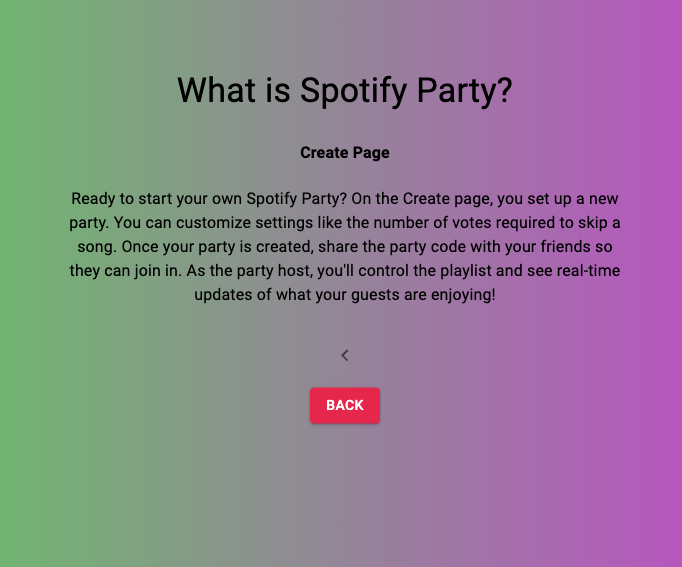 What is Spotify Party?
Create Page
Ready to start your own Spotify Party? On the Create page, you set up a new
party. You can customize settings like the number of votes required to skip a
song. Once your party is created, share the party code with your friends so
they can join in. As the party host, you'll control the playlist and see real-time
updates of what your guests are enjoying!
BACK